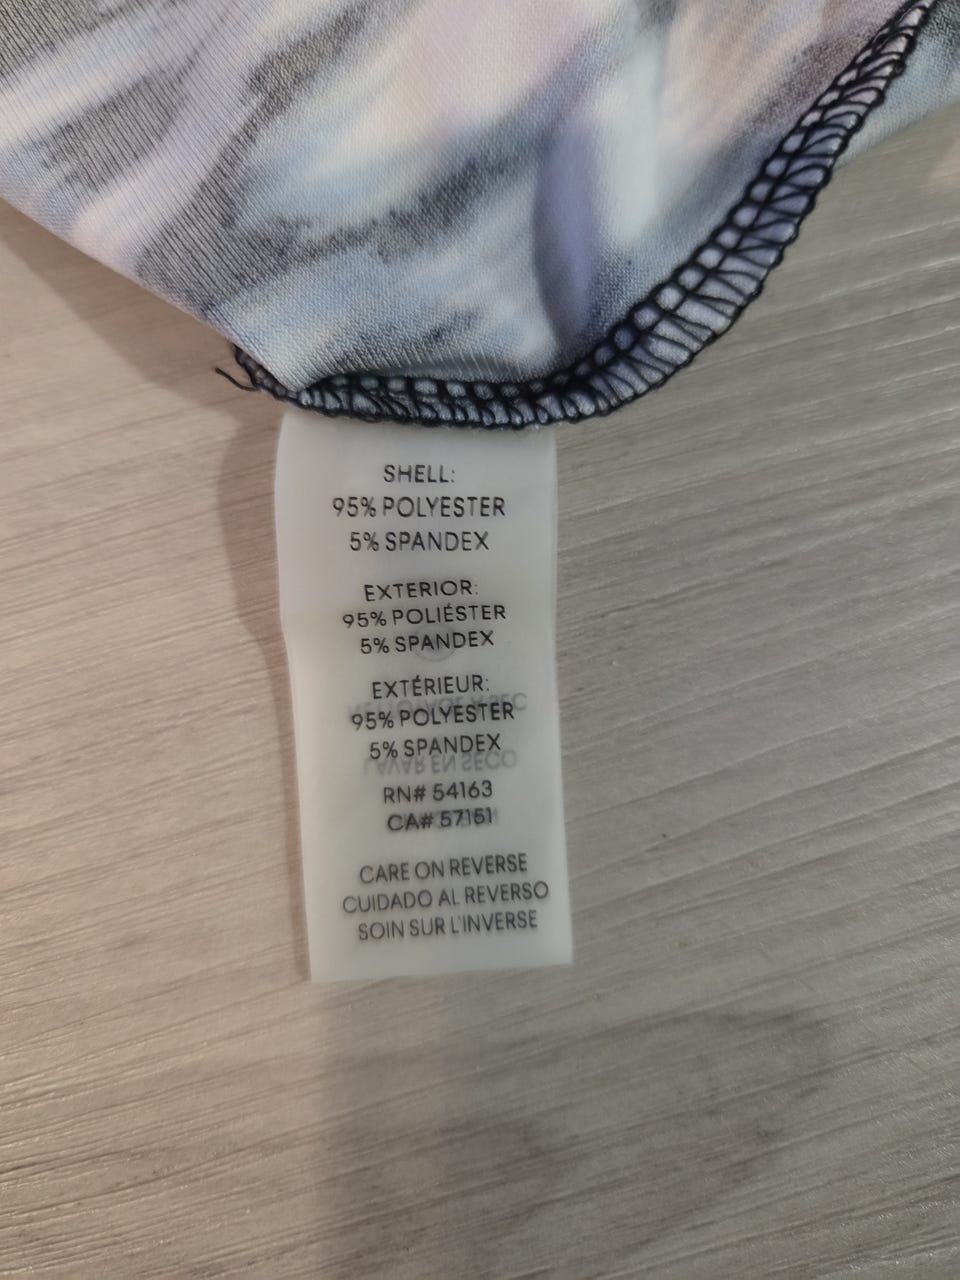 SHELL:
95% POLYESTER
5% SPANDEX
EXTERIOR:
95% POLIÉSTER
5% SPANDEX
EXTÉRIEUR:
95% POLYESTER
5% SPANDEX
RN# 54163
CA# 57151
CARE ON REVERSE
CUIDADO AL REVERSO
SOIN SUR L'INVERSE